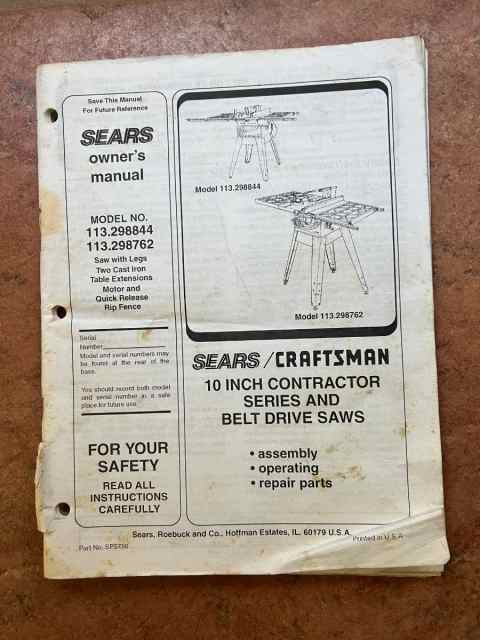 Save This Manual
For Future Reference
SEARS
owner's
manual
MODEL NO.
113.298844
113.298762
Saw with Legs
Two Cast Iron
Table Extensions
Motor and
Quick Release
Rip Fence
Serial
Number
Model and serial numbers may
be found at the rear of the
base.
You should record both model
and serial number in a safe
place for future use.
FOR YOUR
SAFETY
READ ALL
INSTRUCTIONS
CAREFULLY
Model 113.298844
Model 113.298762
SEARS / CRAFTSMAN
10 INCH CONTRACTOR
SERIES AND
BELT DRIVE SAWS
• assembly
• operating
• repair parts
Sears, Roebuck and Co., Hoffman Estates, IL. 60179 U.S.A.
Part No.
Printed in U.S.A.